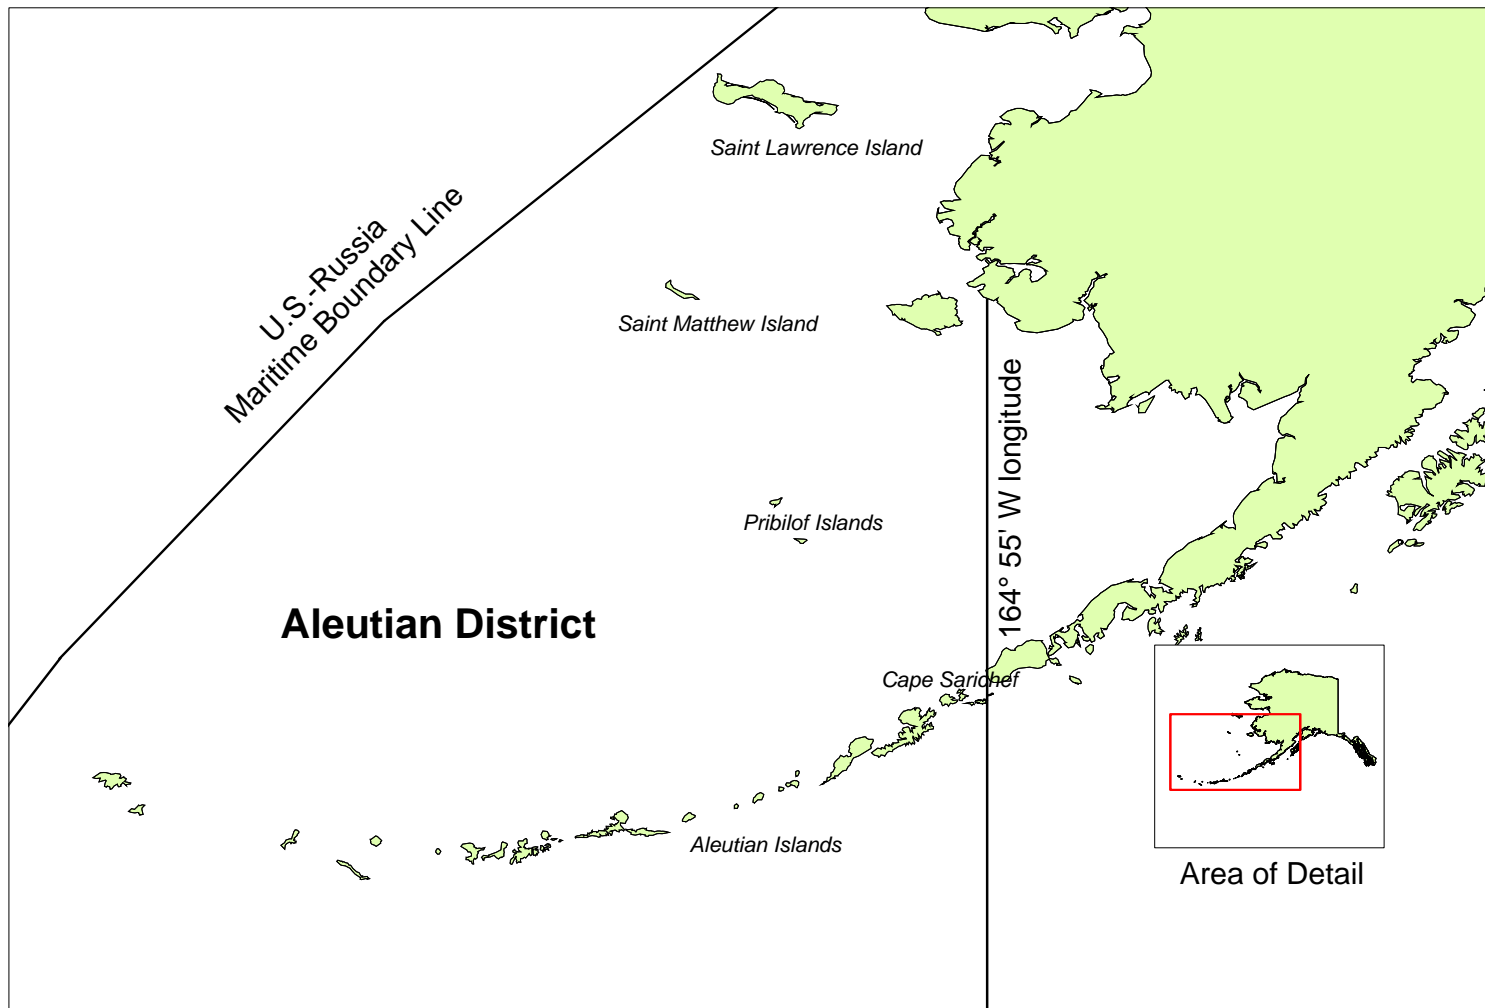 Saint Lawrence Island
U.S.-Russia
Maritime Boundary Line
Saint Matthew Island
164° 55' W longitude
Pribilof Islands
Aleutian District
Cape Sarichef
Aleutian Islands
Area of Detail